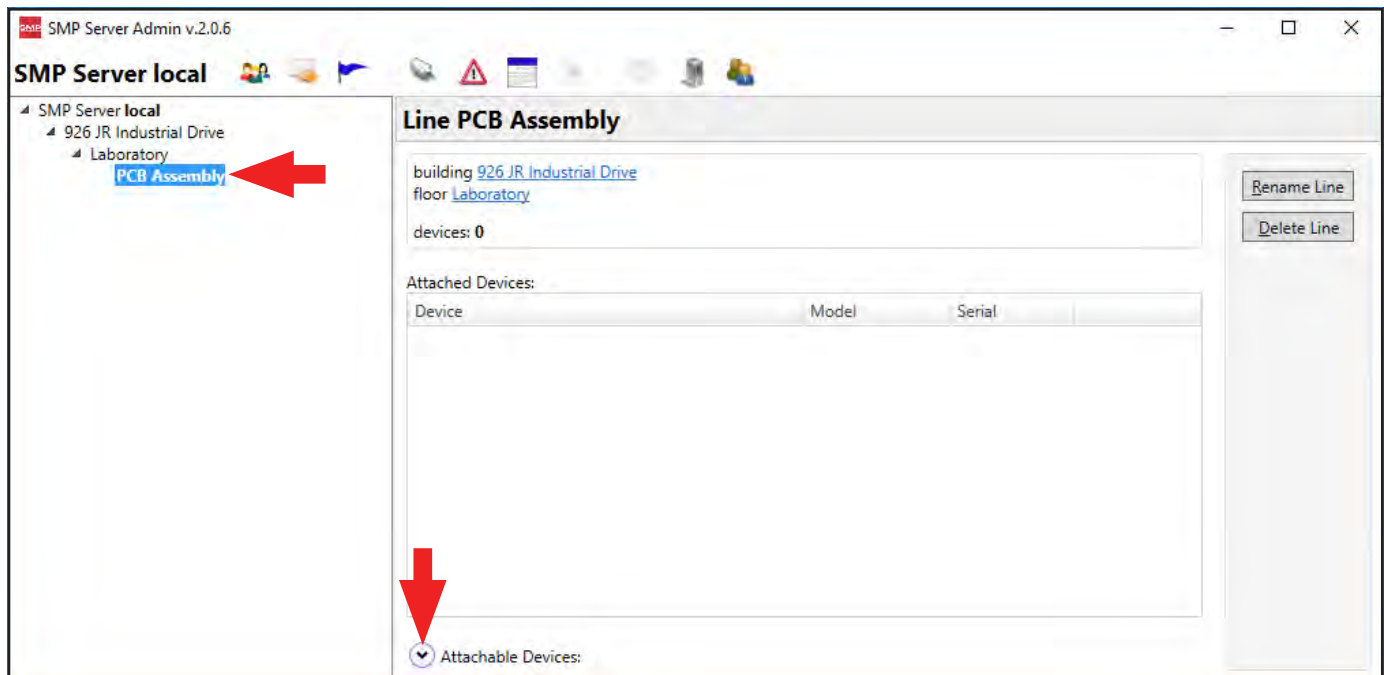 SMP SMP Server Admin v.2.0.6
SMP Server local
SMP Server local
926 JR Industrial Drive
Laboratory
PCB Assembly
Line PCB Assembly
building 926 JR Industrial Drive
floor Laboratory
devices: 0
Rename Line
Delete Line
Attached Devices:
Device Model Serial
Attachable Devices: